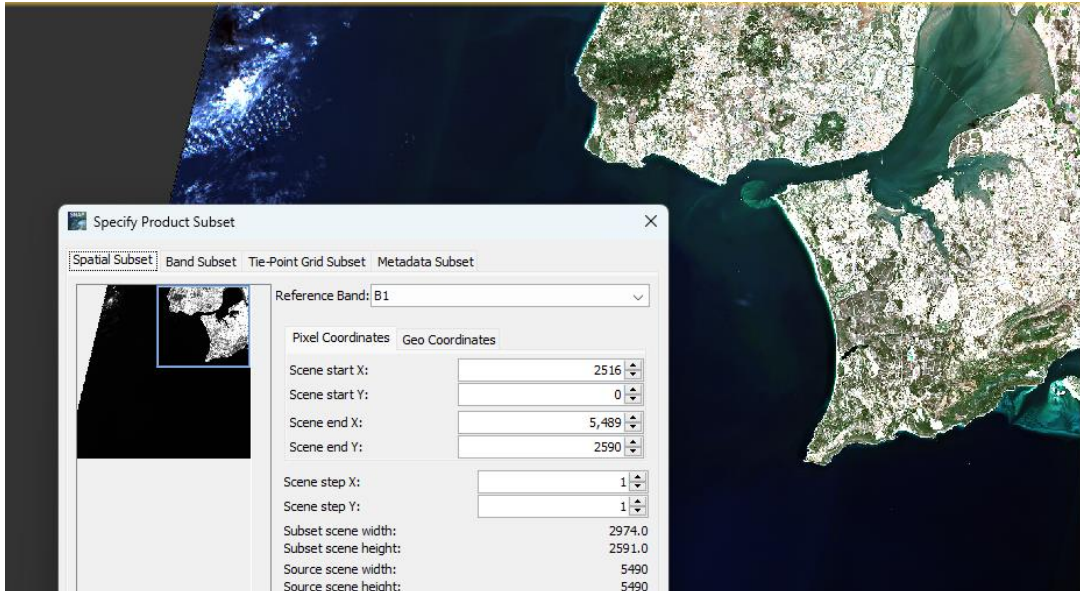 SNAP
Specify Product Subset
Spatial Subset Band Subset Tie-Point Grid Subset Metadata Subset
Reference Band: B1
Pixel Coordinates Geo Coordinates
Scene start X: 2516
Scene start Y: 0
Scene end X: 5,489
Scene end Y: 2590
Scene step X: 1
Scene step Y: 1
Subset scene width: 2974.0
Subset scene height: 2591.0
Source scene width: 5490
Source scene height: 5490